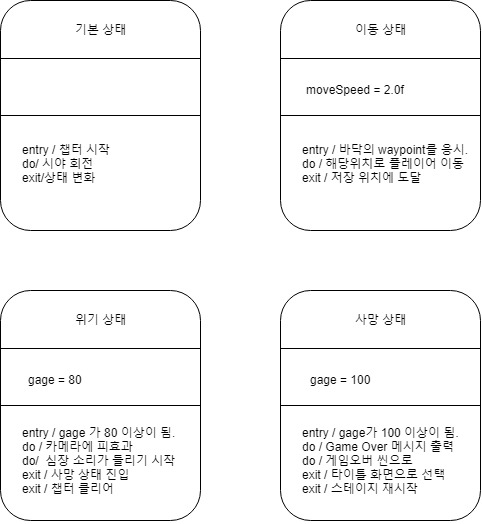 기본 상태
entry / 챕터 시작
do/ 시야 회전
exit/상태 변화
이동 상태
moveSpeed = 2.0f
entry / 바닥의 waypoint를 응시.
do / 해당위치로 플레이어 이동
exit / 저장 위치에 도달
위기 상태
gage = 80
entry / gage 가 80 이상이 됨.
do / 카메라에 피효과
do/  심장 소리가 들리기 시작
exit / 사망 상태 진입
exit / 챕터 클리어
사망 상태
gage = 100
entry / gage가 100 이상이 됨.
do / Game Over 메시지 출력
do / 게임오버 씬으로
exit / 타이틀 화면으로 선택
exit / 스테이지 재시작